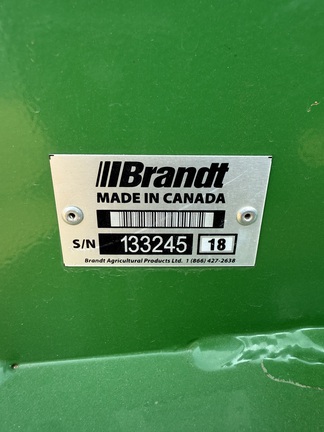 Brandt
MADE IN CANADA
S/N 133245 18
Brandt Agricultural Products Ltd. 1 (866) 427-2638